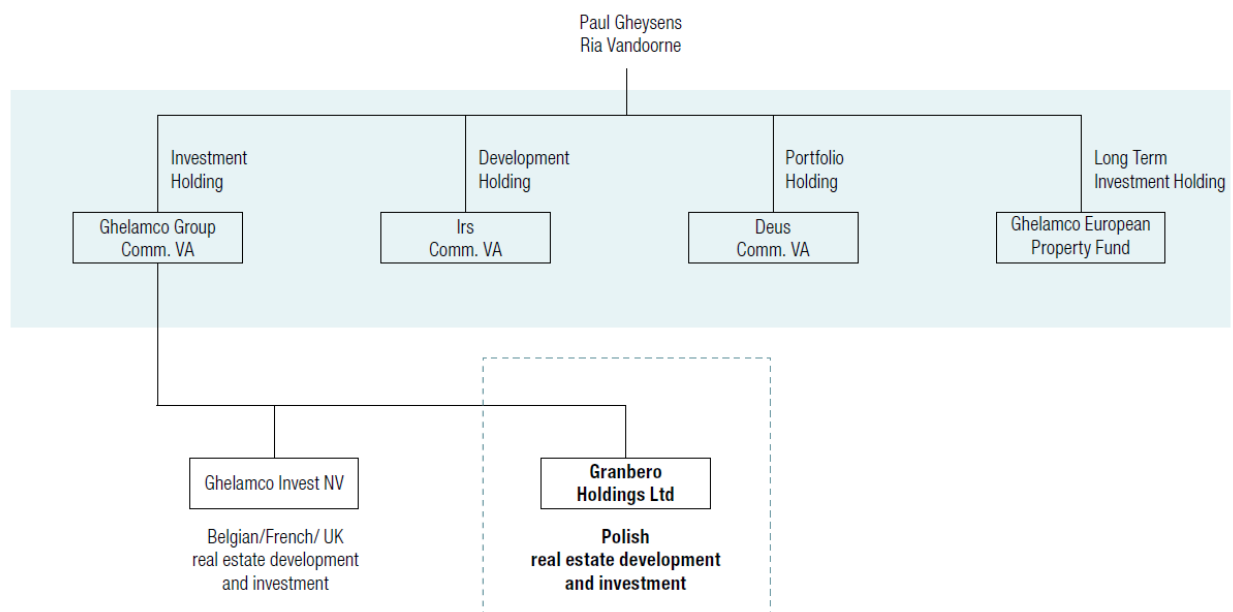 Paul Gheysens
Ria Vandoorne
Investment
Holding
Development
Holding
Portfolio
Holding
Long Term
Investment Holding
Ghelamco Group
Comm. VA
Irs
Comm. VA
Deus
Comm. VA
Ghelamco European
Property Fund
Ghelamco Invest NV
Granbero
Holdings Ltd
Belgian/French/ UK
real estate development
and investment
Polish
real estate development
and investment